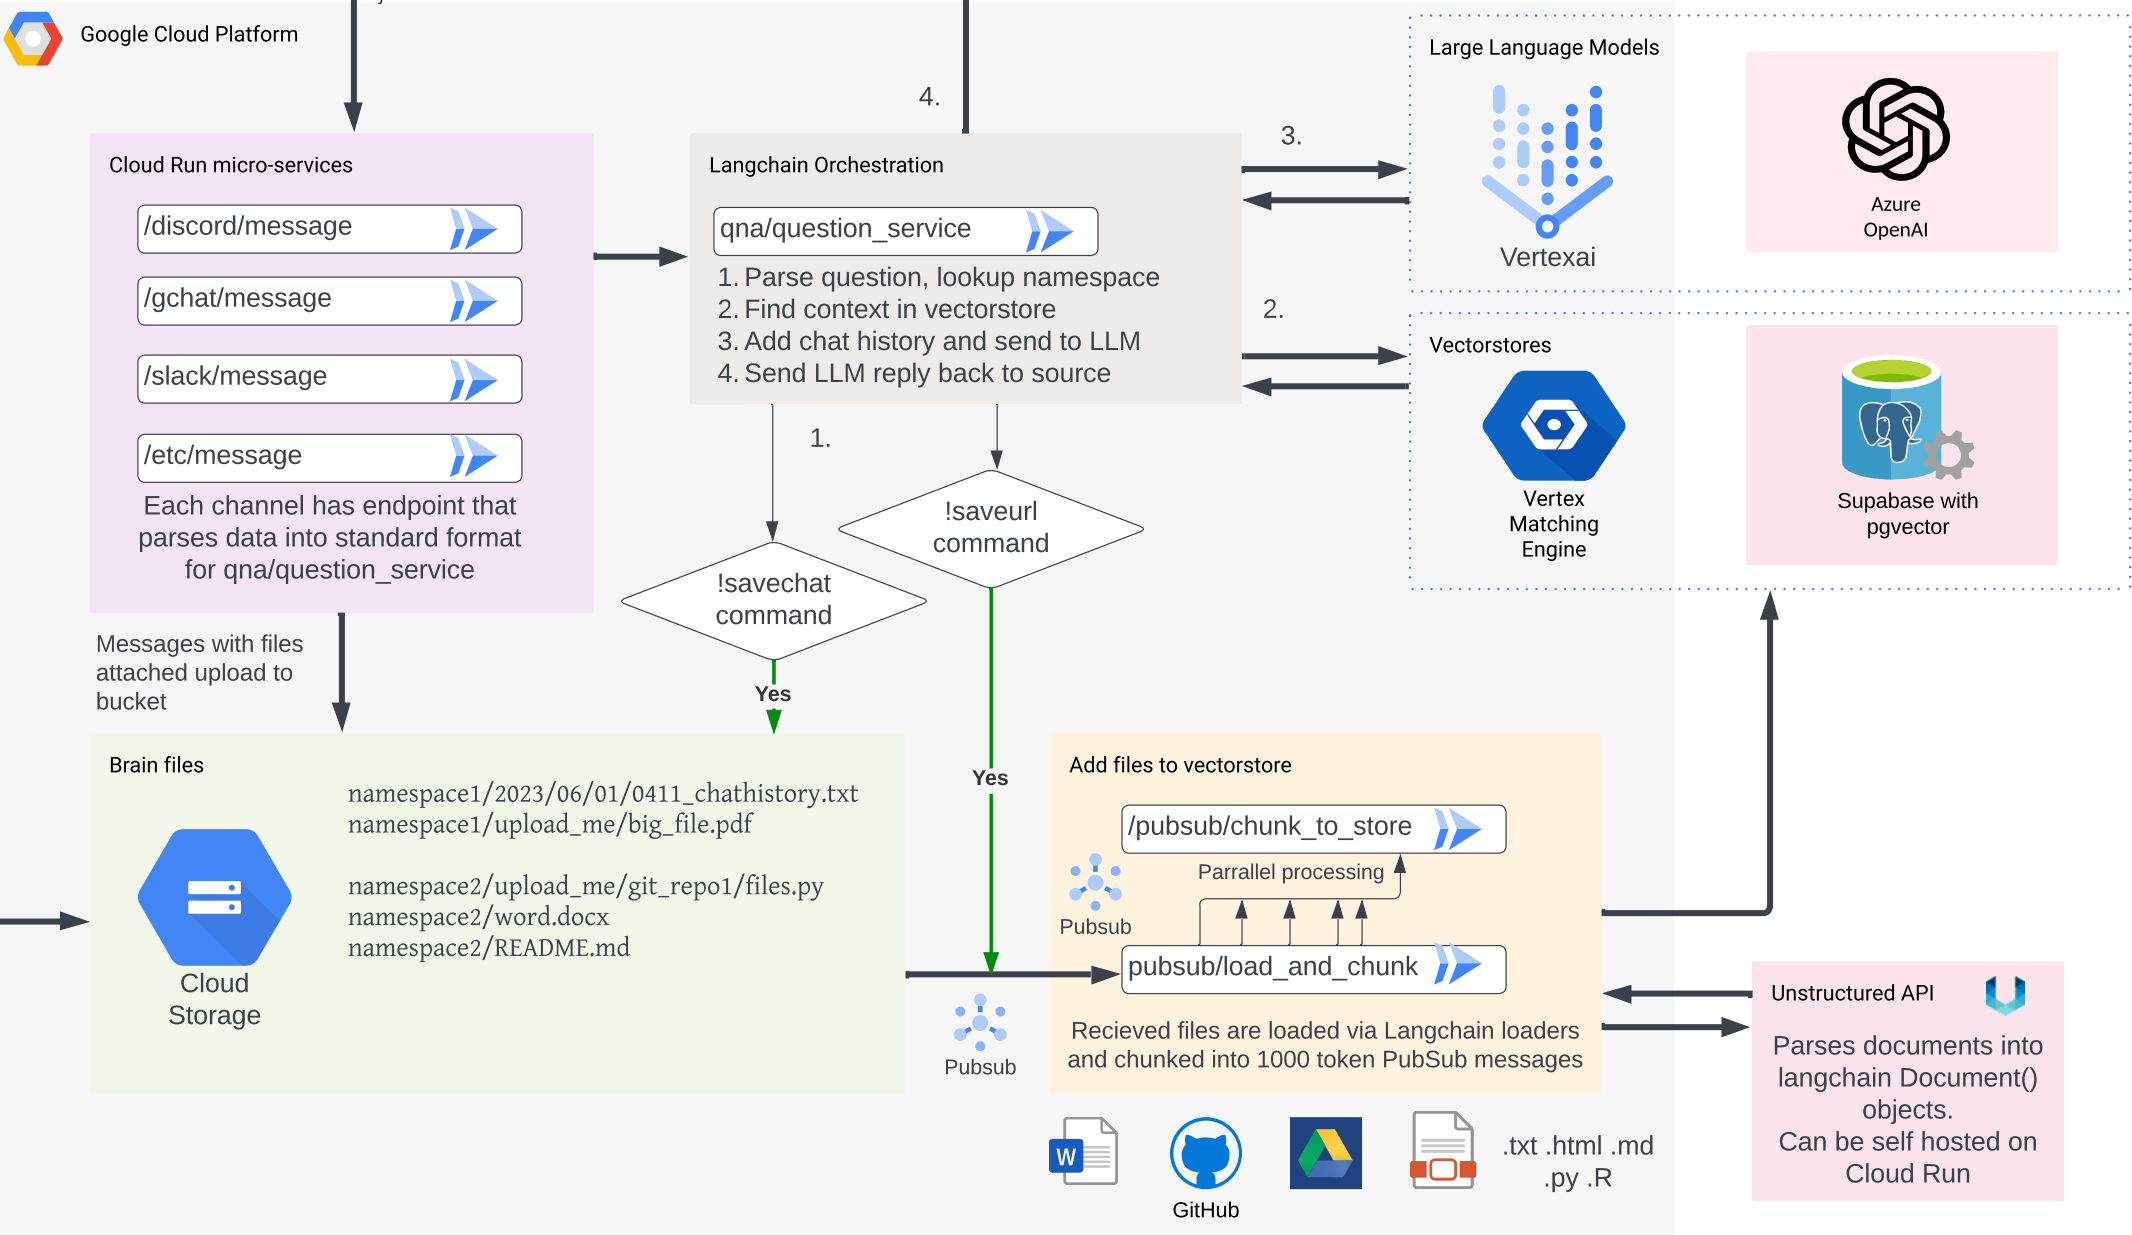 Google Cloud Platform
4.
Cloud Run micro-services
/discord/message
/gchat/message
/slack/message
/etc/message
Each channel has endpoint that
parses data into standard format
for qna/question_service
Langchain Orchestration
qna/question_service
1. Parse question, lookup namespace
2. Find context in vectorstore
3. Add chat history and send to LLM
4. Send LLM reply back to source
3.
2.
Large Language Models
Vertexai
Azure
OpenAI
Vectorstores
Vertex
Matching
Engine
Supabase with
pgvector
1.
!savechat
command
Yes
!saveurl
command
Yes
Messages with files
attached upload to
bucket
Brain files
namespace1/2023/06/01/0411_chathistory.txt
namespace1/upload_me/big_file.pdf
namespace2/upload_me/git_repo1/files.py
namespace2/word.docx
namespace2/README.md
Cloud
Storage
Pubsub
Add files to vectorstore
/pubsub/chunk_to_store
Parrallel processing
Pubsub
pubsub/load_and_chunk
Recieved files are loaded via Langchain loaders
and chunked into 1000 token PubSub messages
Unstructured API
Parses documents into
langchain Document()
objects.
Can be self hosted on
Cloud Run
W
GitHub
.txt .html .md
.py .R